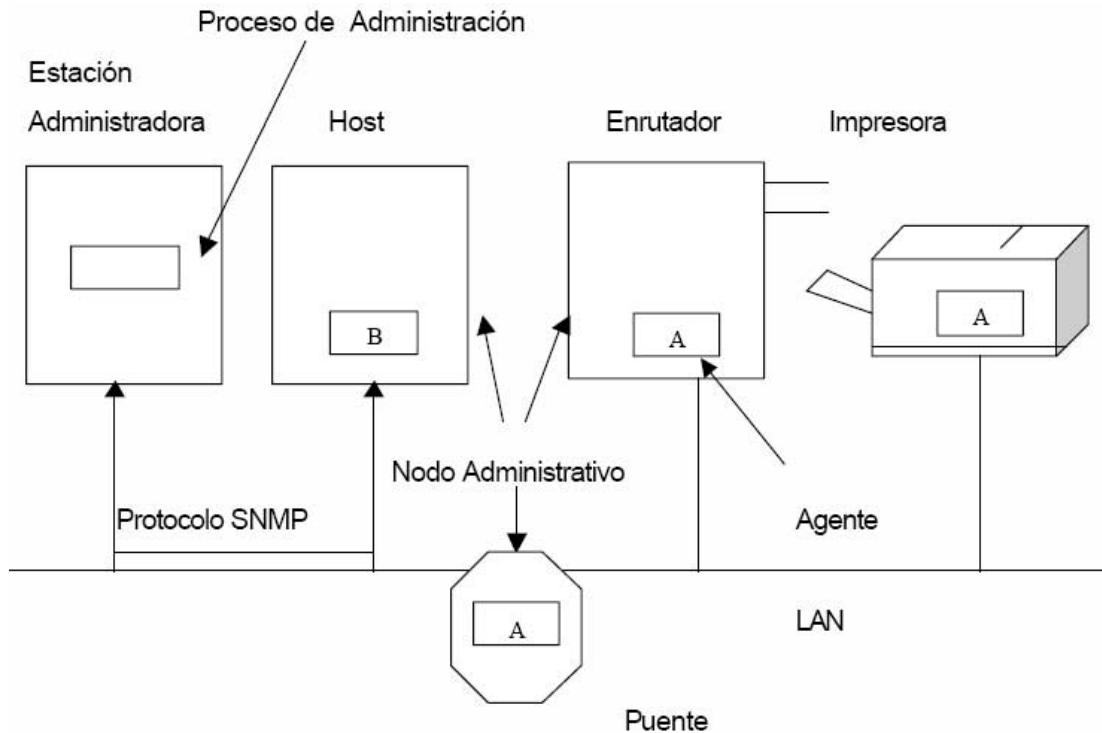 Proceso de Administración
Estación
Administradora
Host
Enrutador
Impresora
B
A
A
Nodo Administrativo
Protocolo SNMP
Agente
A
LAN
Puente